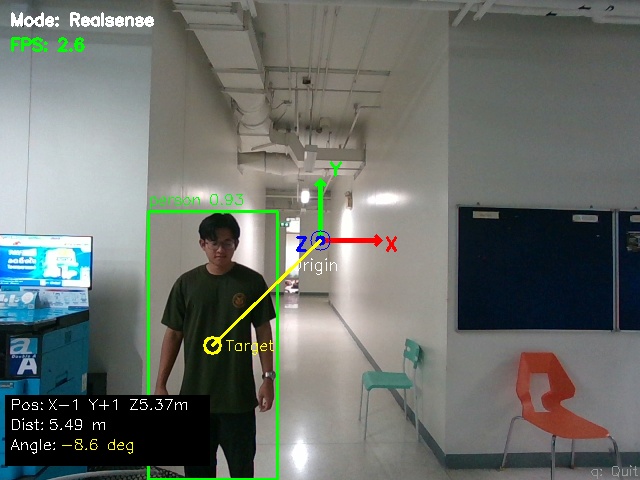 Mode: Realsense
FPS: 2.6
person 0.93
Y
Z
X
Origin
Target
a
A
Double A
Pos: X-1 Y+1 Z5.37m
Dist: 5.49 m
Angle: -8.6 deg
q: Quit